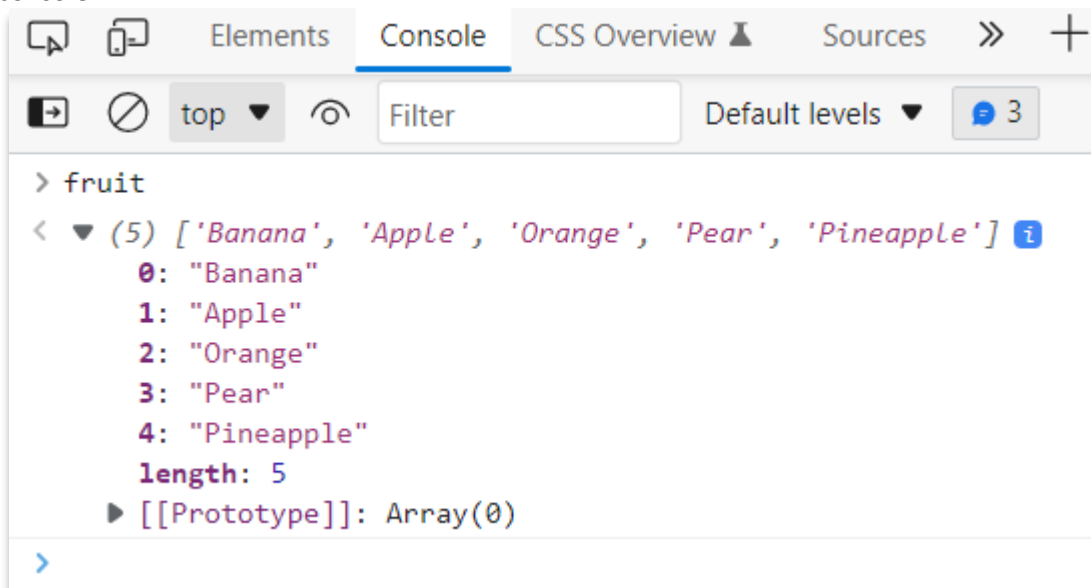 Elements Console CSS Overview Sources
top Filter Default levels 3
> fruit
(5) ['Banana', 'Apple', 'Orange', 'Pear', 'Pineapple'] i
0: "Banana"
1: "Apple"
2: "Orange"
3: "Pear"
4: "Pineapple"
length: 5
[[Prototype]]: Array(0)
>